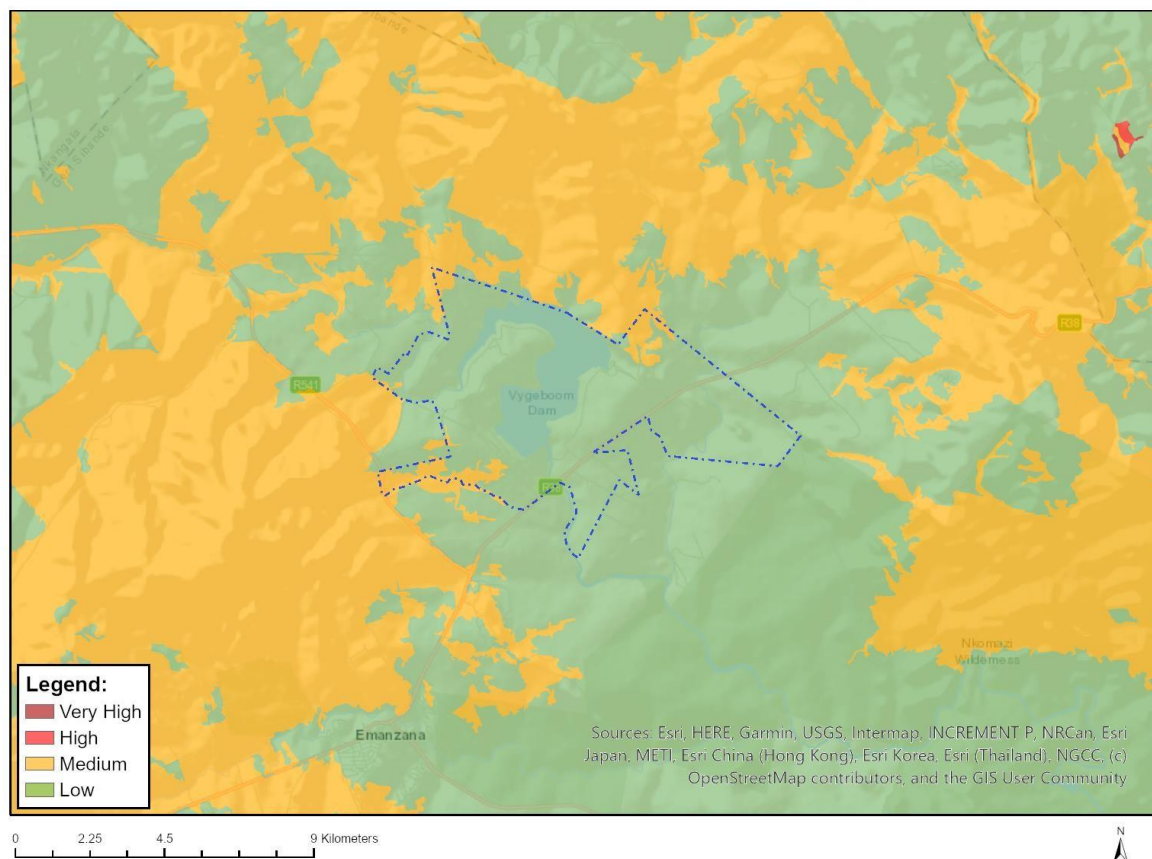 R38
R541
Vygeboom
Dam
Nkomazi
Wilderness
Emanzana
Legend:
Very High
High
Medium
Low
Sources: Esri, HERE, Garmin, USGS, Intermap, INCREMENT P, NRCan, Esri
Japan, METI, Esri China (Hong Kong), Esri Korea, Esri (Thailand), NGCC, (c)
OpenStreetMap contributors, and the GIS User Community
0 2.25 4.5 9 Kilometers
N